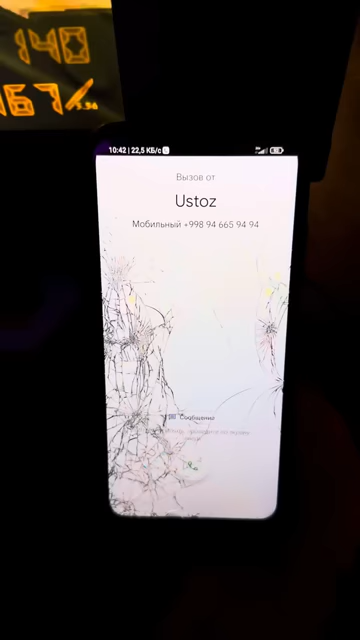 140
167
10:42 | 22,5 КБ/с
Вызов от
Ustoz
Мобильный +998 94 665 94 94
Сообщение